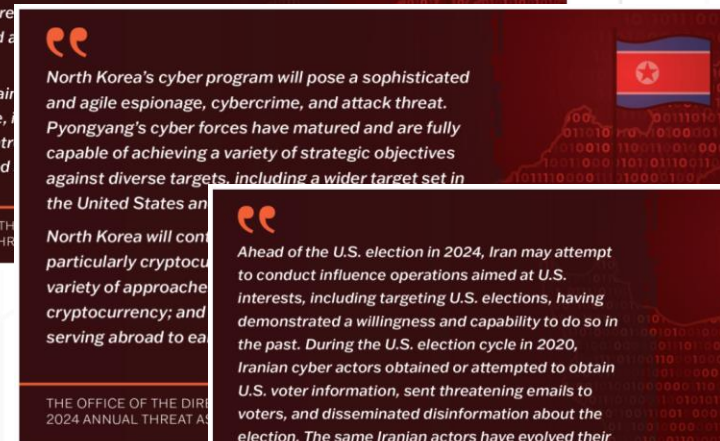 North Korea's cyber program will pose a sophisticated
and agile espionage, cybercrime, and attack threat.
Pyongyang's cyber forces have matured and are fully
capable of achieving a variety of strategic objectives
against diverse targets, including a wider target set in
the United States an
North Korea will
particularly
variety of
cryptocurrency; and
serving abroad to
THE OFFICE OF THE
2024 ANNUAL THREAT
Ahead of the U.S. election in 2024, Iran may attempt
to conduct influence operations aimed at U.S.
interests, including targeting U.S. elections, having
demonstrated a willingness and capability to do so in
the past. During the U.S. election cycle in 2020,
Iranian cyber actors obtained or attempted to obtain
U.S. voter information, sent threatening emails to
voters, and disseminated disinformation about the
election. The same Iranian actors have evolved their